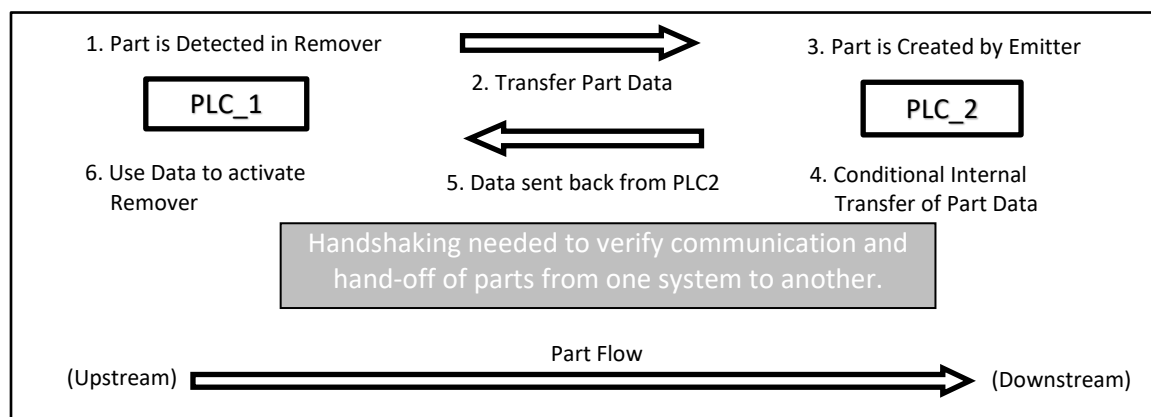 1. Part is Detected in Remover
3. Part is Created by Emitter
2. Transfer Part Data
PLC_1
PLC_2
6. Use Data to activate
Remover
5. Data sent back from PLC2
4. Conditional Internal
Transfer of Part Data
Handshaking needed to verify communication and
hand-off of parts from one system to another.
Part Flow
(Upstream)
(Downstream)